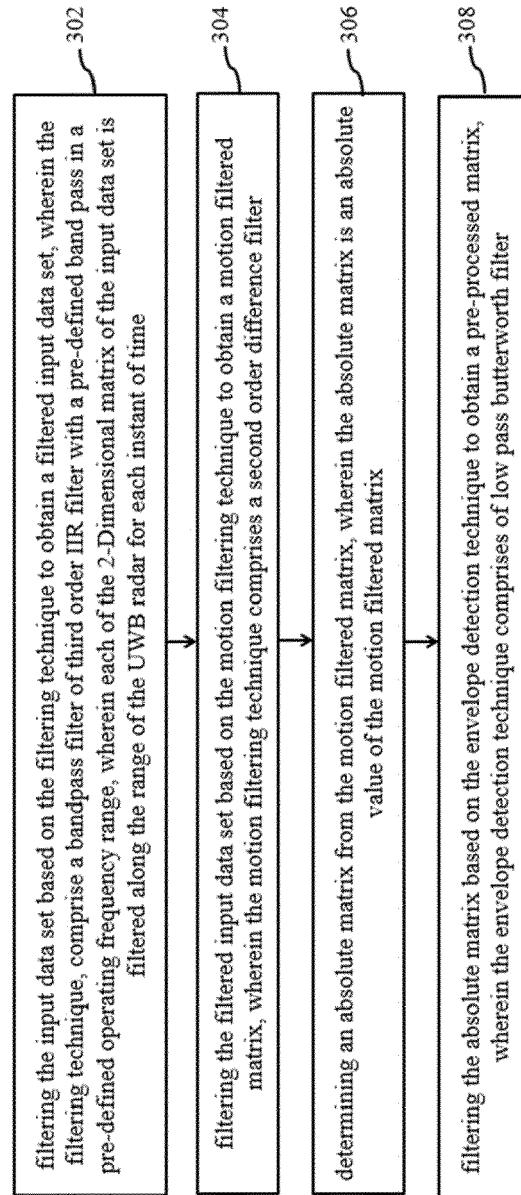 302
filtering the input data set based on the filtering technique to obtain a filtered input data set, wherein the
filtering technique, comprise a bandpass filter of third order IIR filter with a pre-defined band pass in a
pre-defined operating frequency range, wherein each of the 2-Dimensional matrix of the input data set is
filtered along the range of the UWB radar for each instant of time
304
filtering the filtered input data set based on the motion filtering technique to obtain a motion filtered
matrix, wherein the motion filtering technique comprises a second order difference filter
306
determining an absolute matrix from the motion filtered matrix, wherein the absolute matrix is an absolute
value of the motion filtered matrix
308
filtering the absolute matrix based on the envelope detection technique to obtain a pre-processed matrix,
wherein the envelope detection technique comprises of low pass butterworth filter